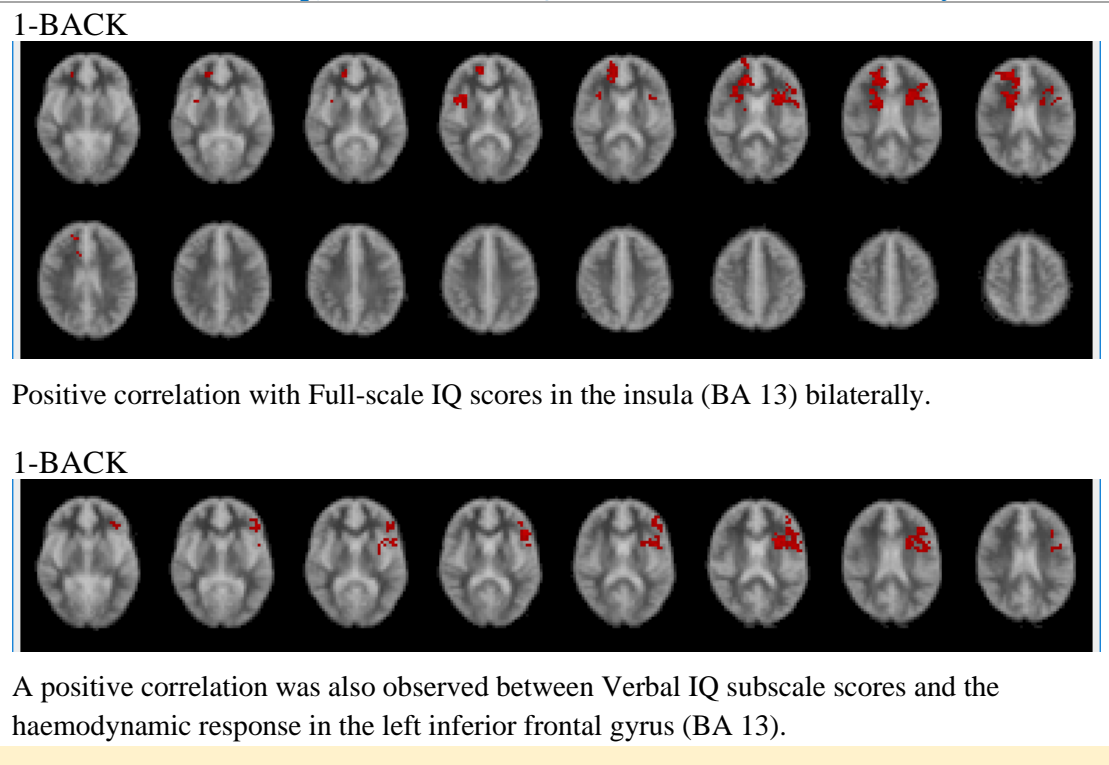 1-BACK
Positive correlation with Full-scale IQ scores in the insula (BA 13) bilaterally.
1-BACK
A positive correlation was also observed between Verbal IQ subscale scores and the
haemodynamic response in the left inferior frontal gyrus (BA 13).